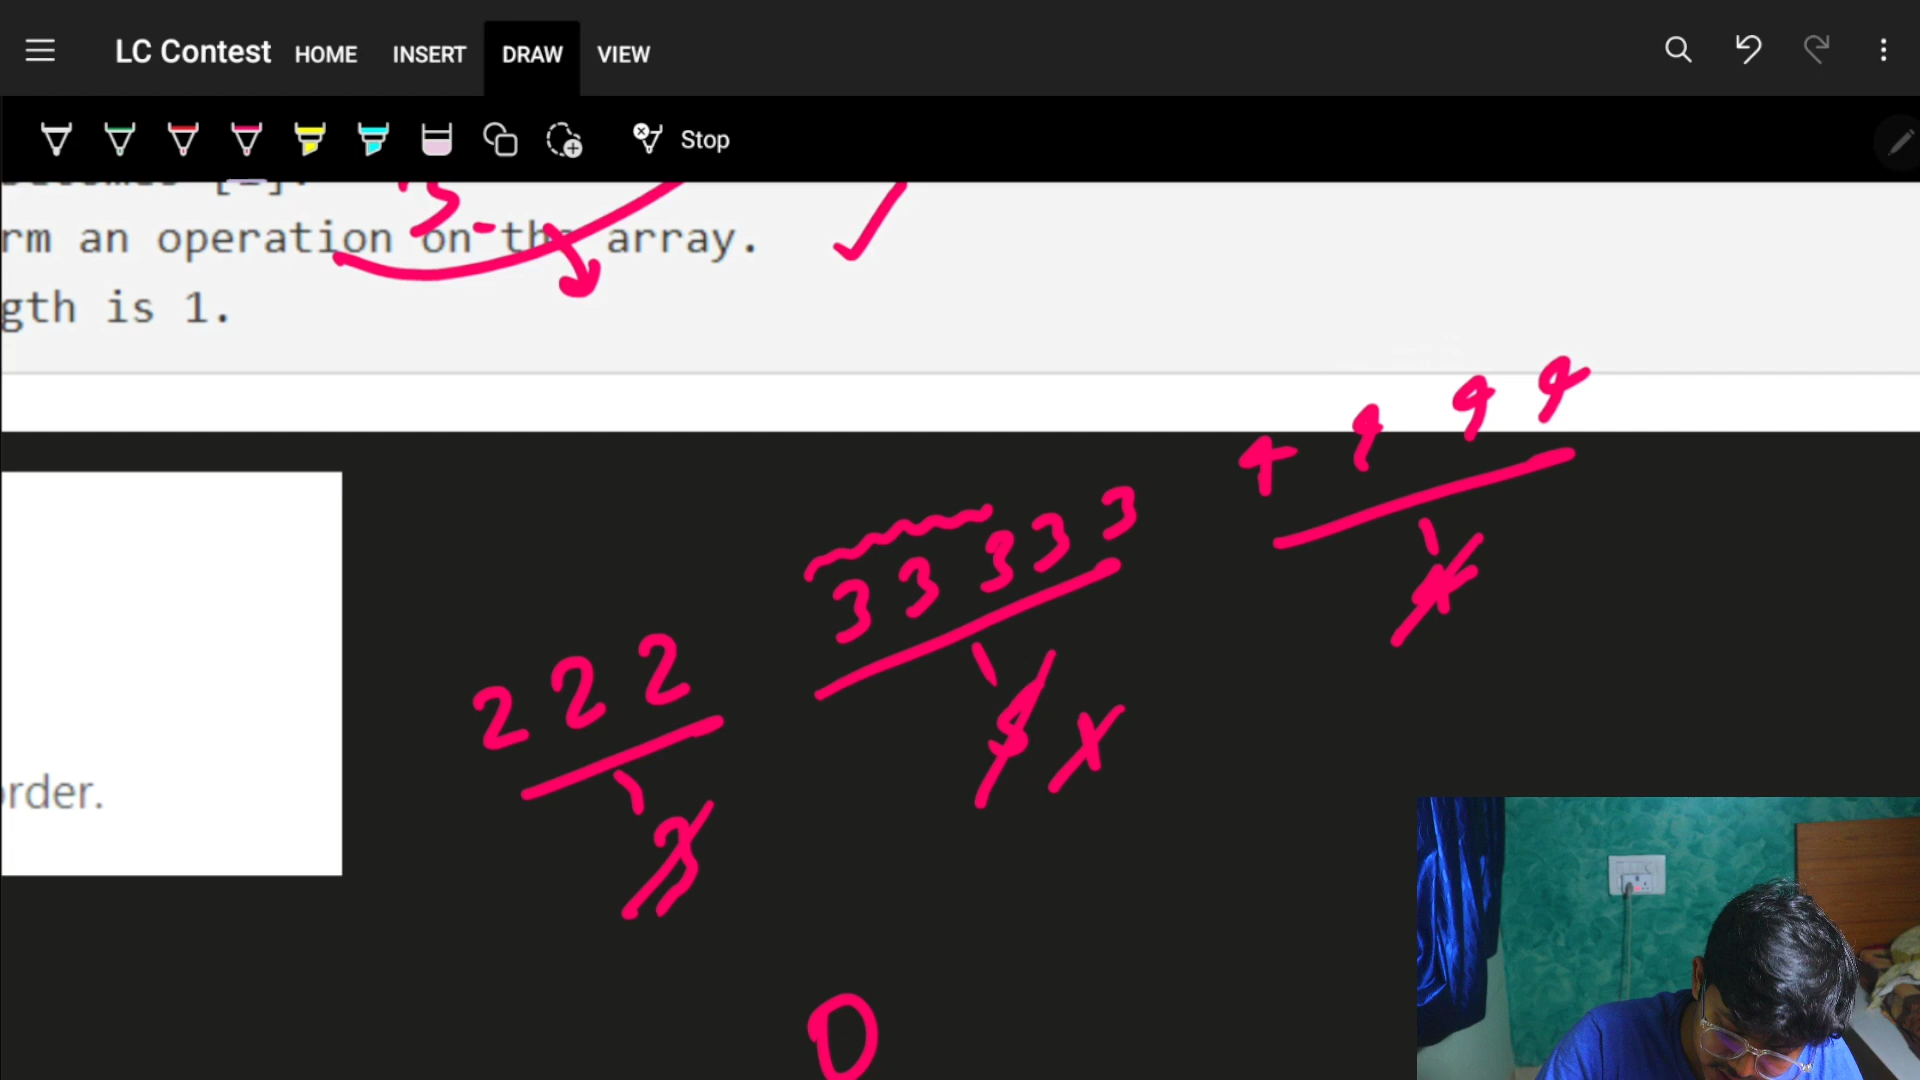 LC Contest HOME INSERT DRAW VIEW
Stop
rm an operation on the array.
gth is 1.
4 4 4 4
3 3 3 3 3
2 2 2
rder.
0